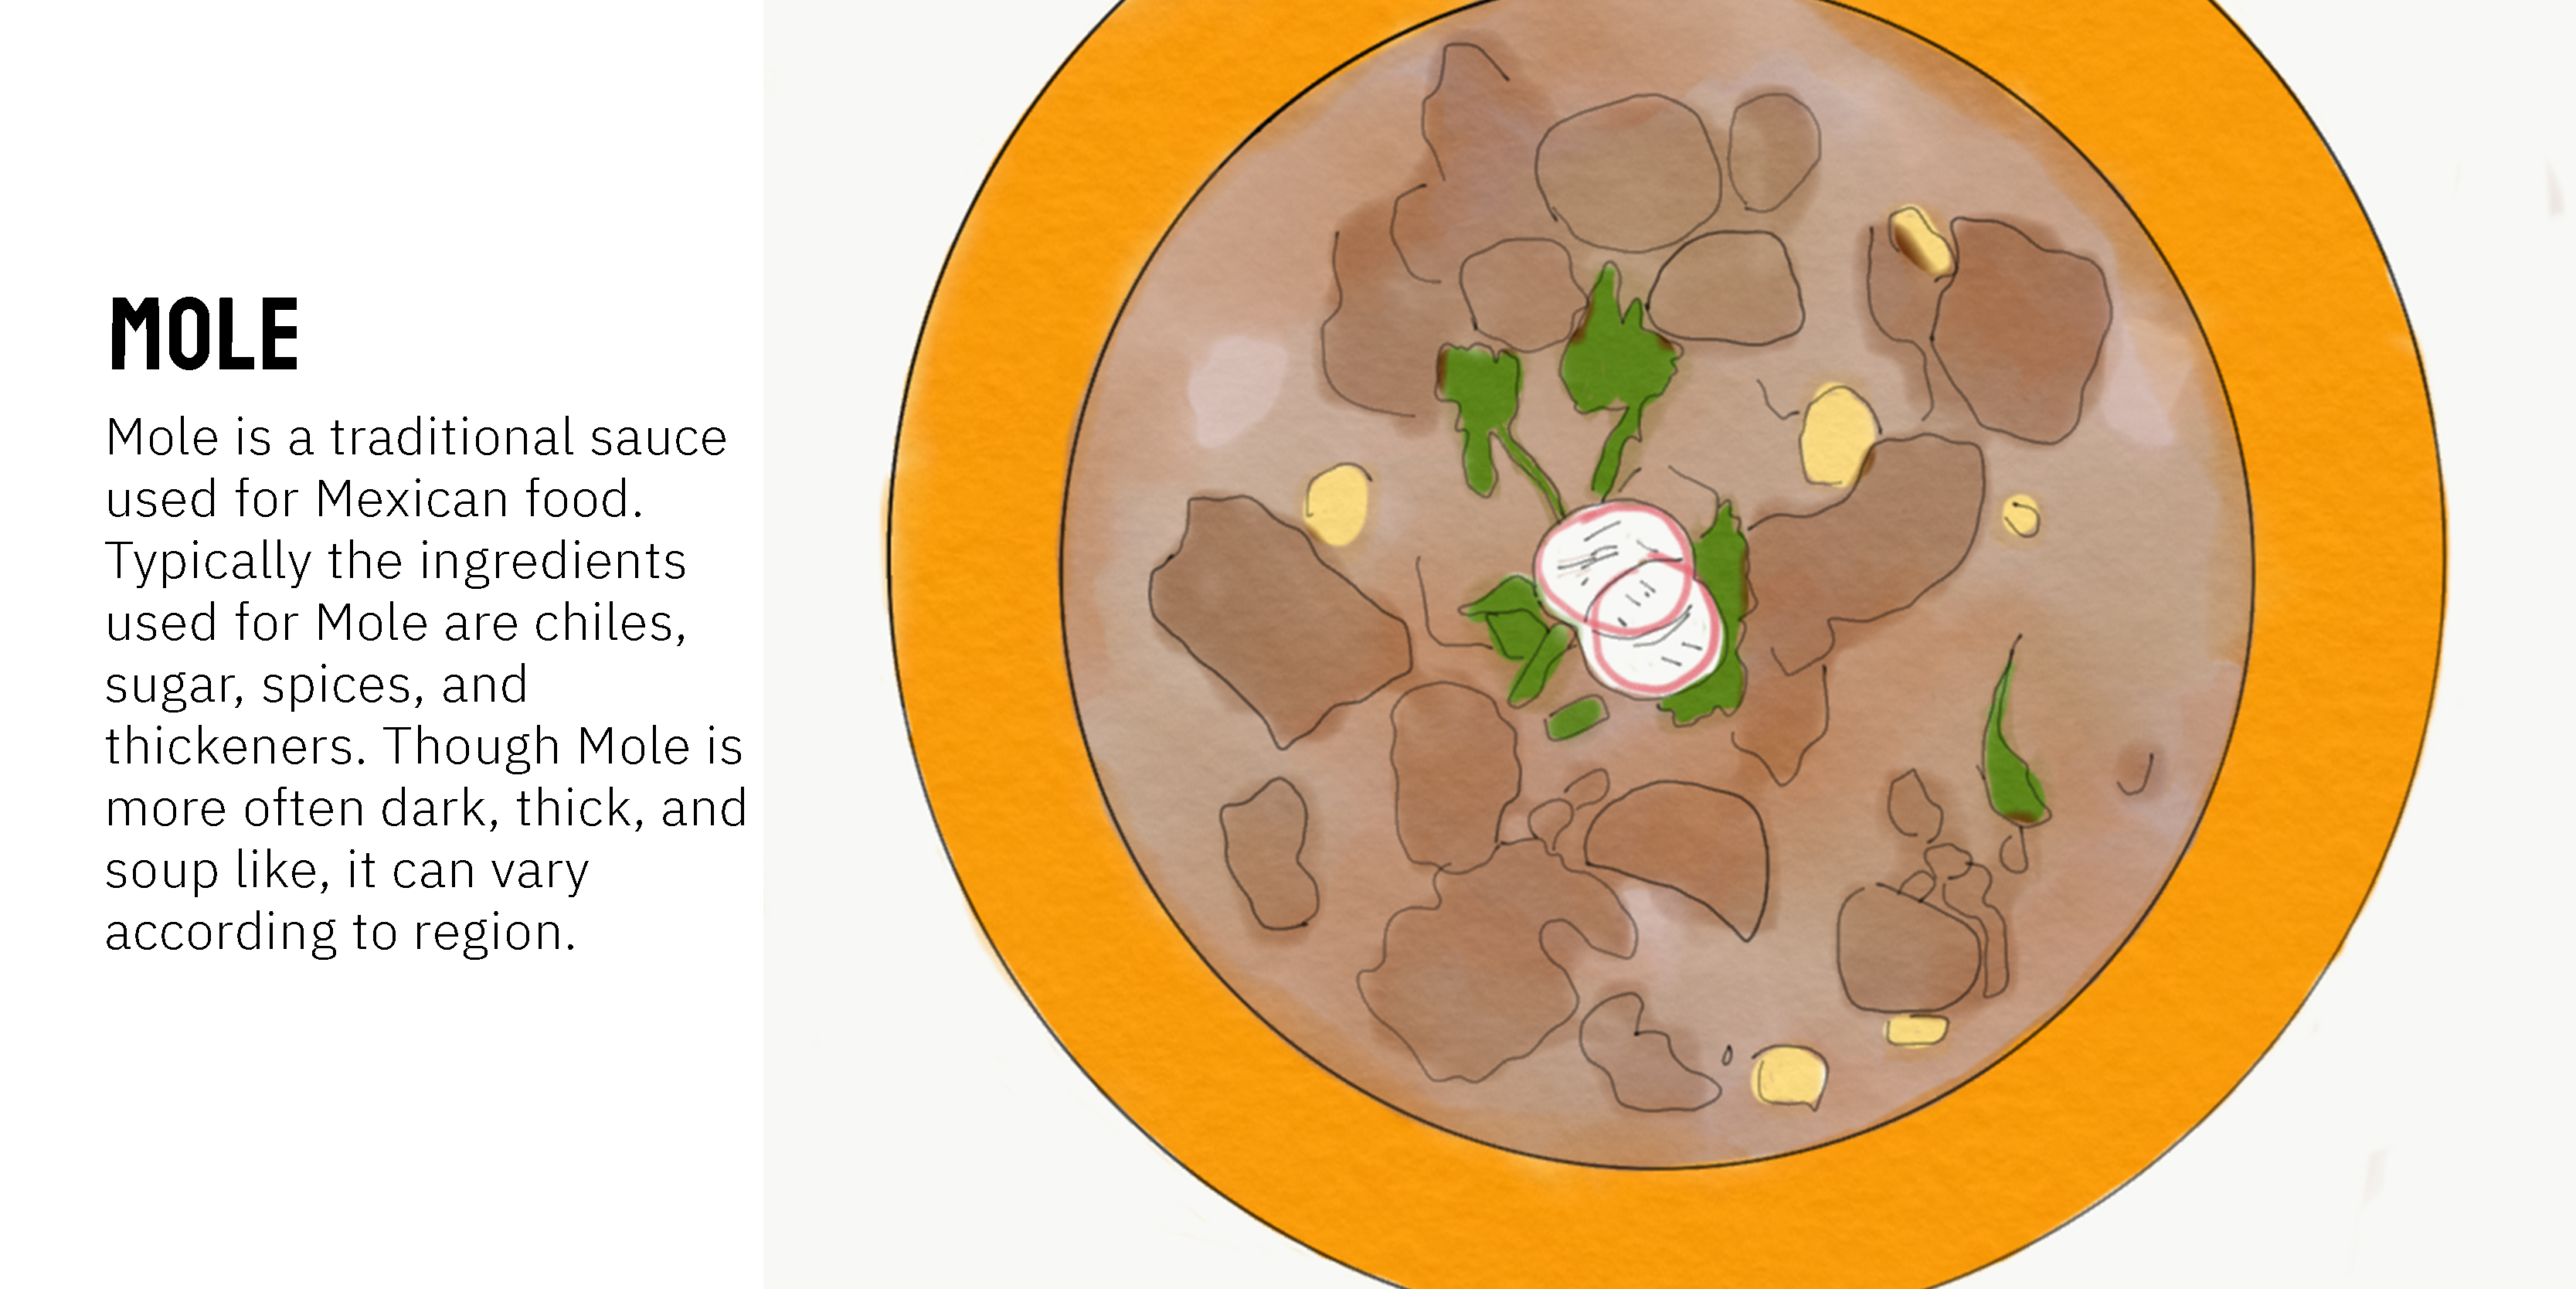 MOLE
Mole is a traditional sauce
used for Mexican food.
Typically the ingredients
used for Mole are chiles,
sugar, spices, and
thickeners. Though Mole is
more often dark, thick, and
soup like, it can vary
according to region.